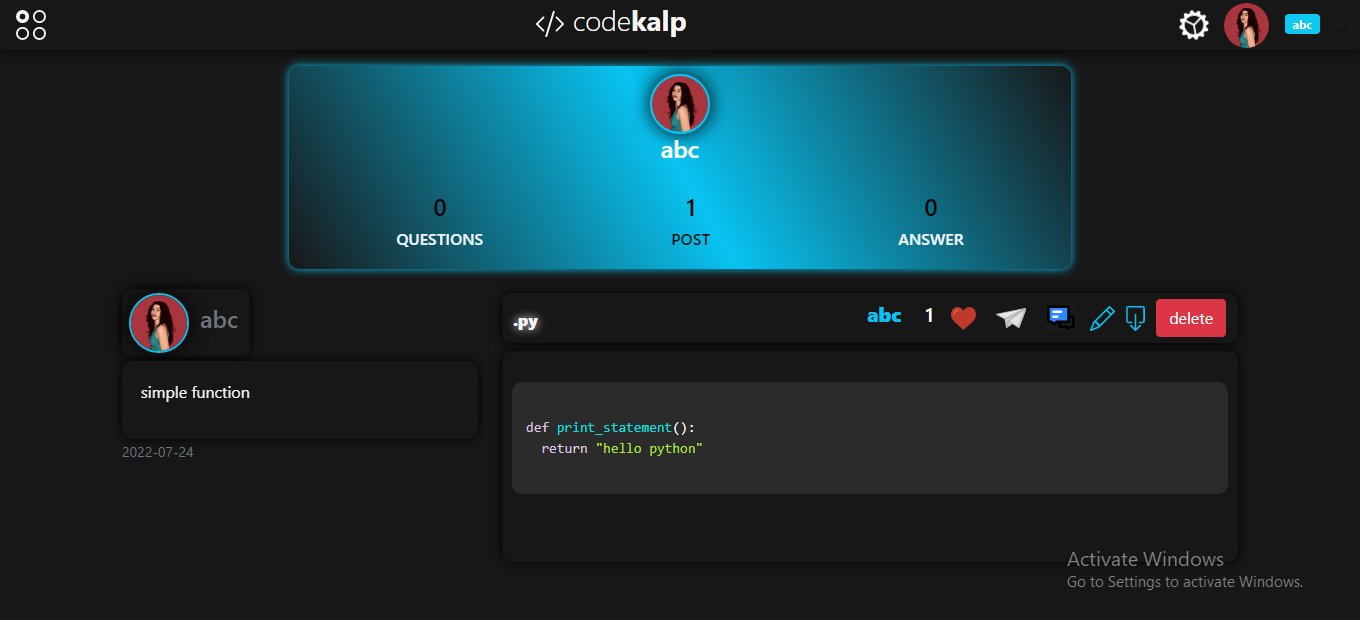 </> codekalp
abc
abc
0
1
0
QUESTIONS
POST
ANSWER
abc
simple function
2022-07-24
.py
abc
1
delete
def print_statement():
return "hello python"
Activate Windows
Go to Settings to activate Windows.